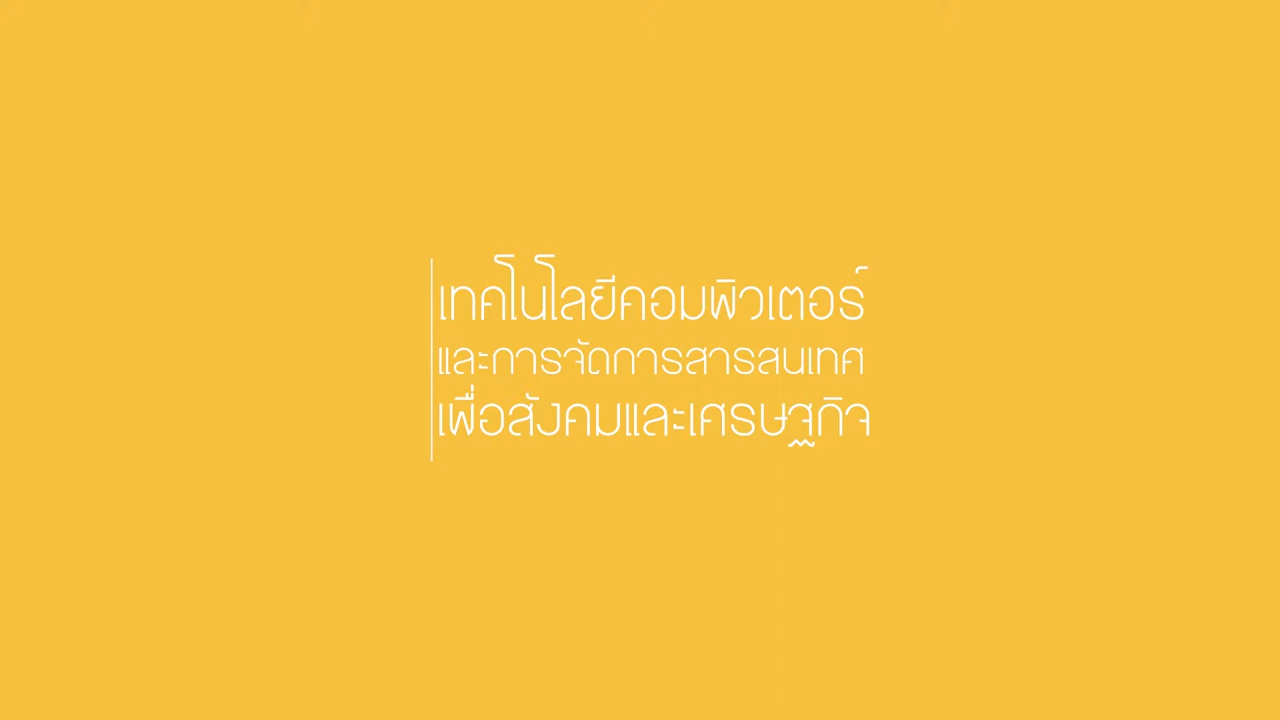 เทคโนโลยีคอมพิวเตอร์
และการจัดการสารสนเทศ
เพื่อสังคมและเศรษฐกิจ